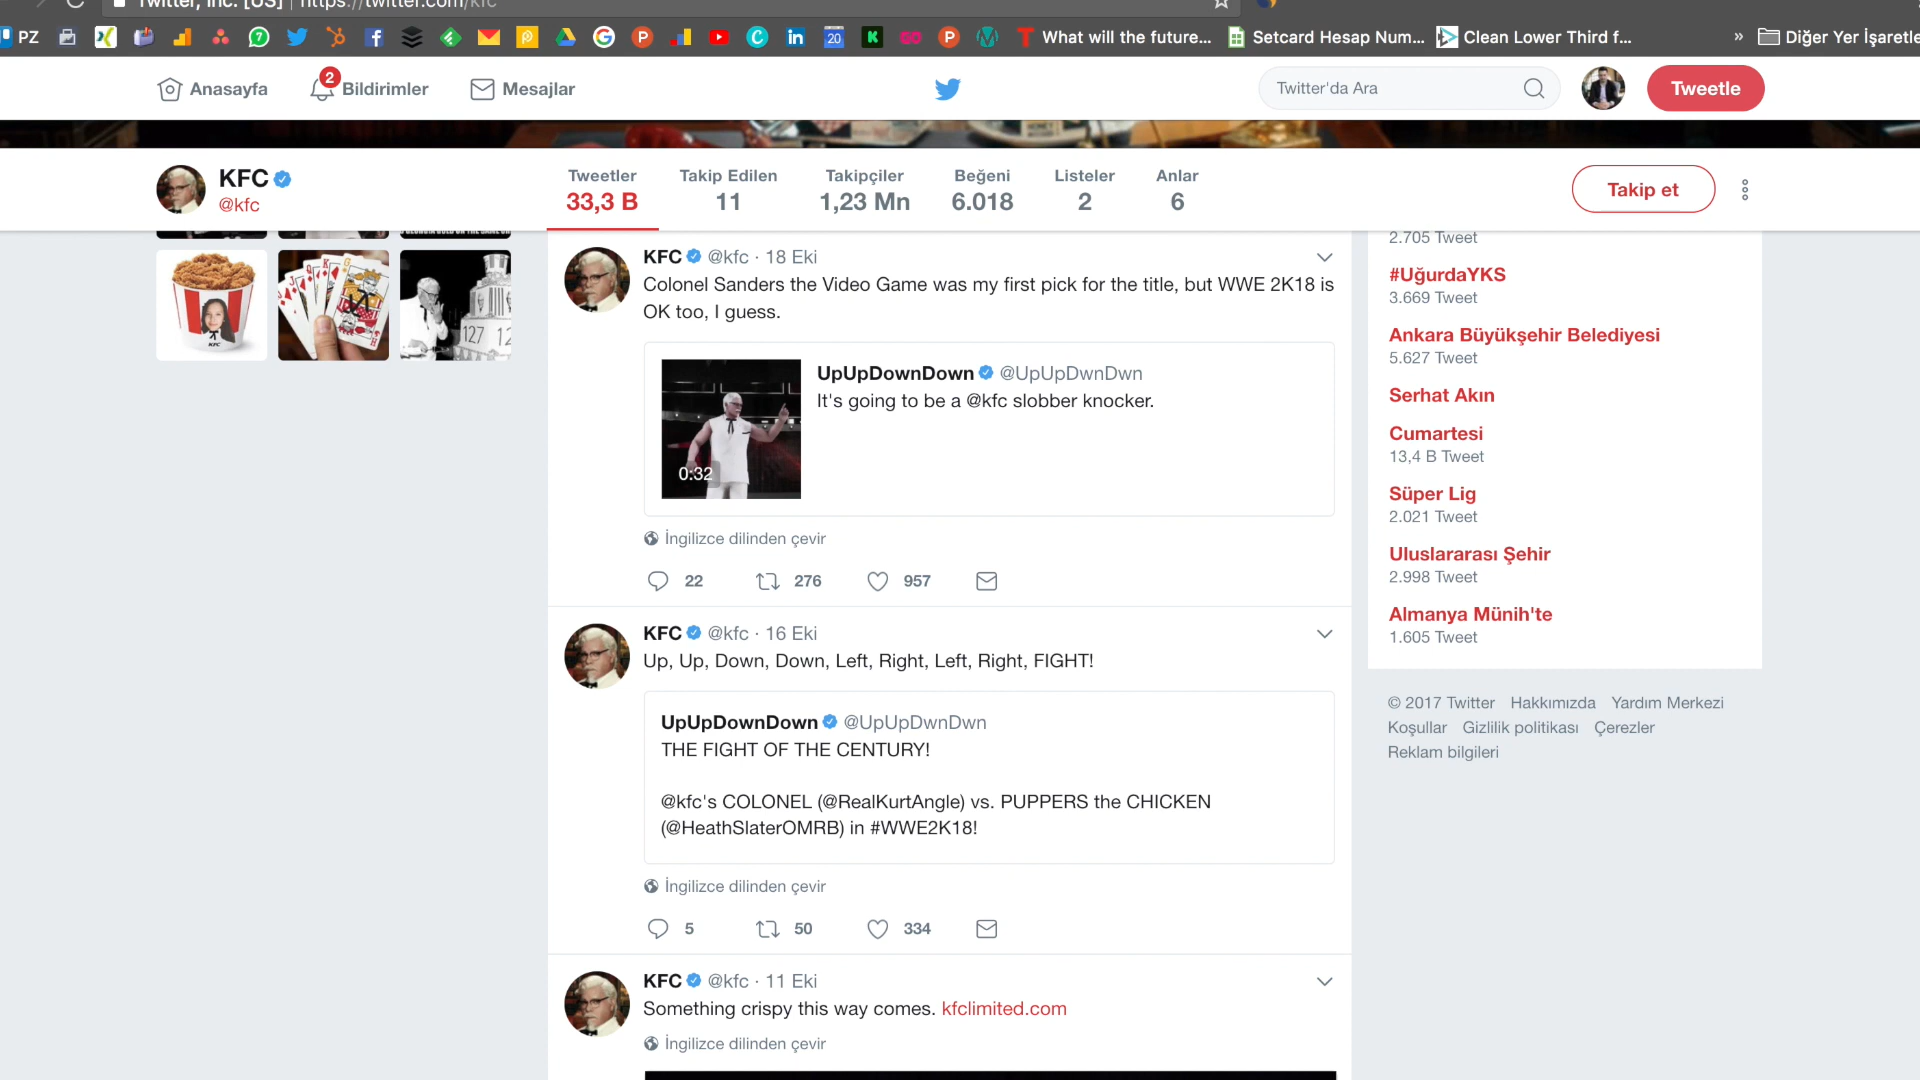 Twitter, Inc. [US] | https://twitter.com/kfc
PZ
What will the future...
Setcard Hesap Num...
Clean Lower Third f...
»
Diğer Yer İşaretle
Anasayfa
2
Bildirimler
Mesajlar
Twitter'da Ara
Tweetle
KFC
@kfc
Tweetler
33,3 B
Takip Edilen
11
Takipçiler
1,23 Mn
Beğeni
6.018
Listeler
2
Anlar
6
Takip et
KFC @kfc · 18 Eki
Colonel Sanders the Video Game was my first pick for the title, but WWE 2K18 is
OK too, I guess.
UpUpDownDown @UpUpDwnDwn
It's going to be a @kfc slobber knocker.
0:32
İngilizce dilinden çevir
22 276 957
KFC @kfc · 16 Eki
Up, Up, Down, Down, Left, Right, Left, Right, FIGHT!
UpUpDownDown @UpUpDwnDwn
THE FIGHT OF THE CENTURY!
@kfc's COLONEL (@RealKurtAngle) vs. PUPPERS the CHICKEN
(@HeathSlaterOMRB) in #WWE2K18!
İngilizce dilinden çevir
5 50 334
KFC @kfc · 11 Eki
Something crispy this way comes. kfclimited.com
İngilizce dilinden çevir
2.705 Tweet
#UğurdaYKS
3.669 Tweet
Ankara Büyükşehir Belediyesi
5.627 Tweet
Serhat Akın
Cumartesi
13,4 B Tweet
Süper Lig
2.021 Tweet
Uluslararası Şehir
2.998 Tweet
Almanya Münih'te
1.605 Tweet
© 2017 Twitter Hakkımızda Yardım Merkezi
Koşullar Gizlilik politikası Çerezler
Reklam bilgileri